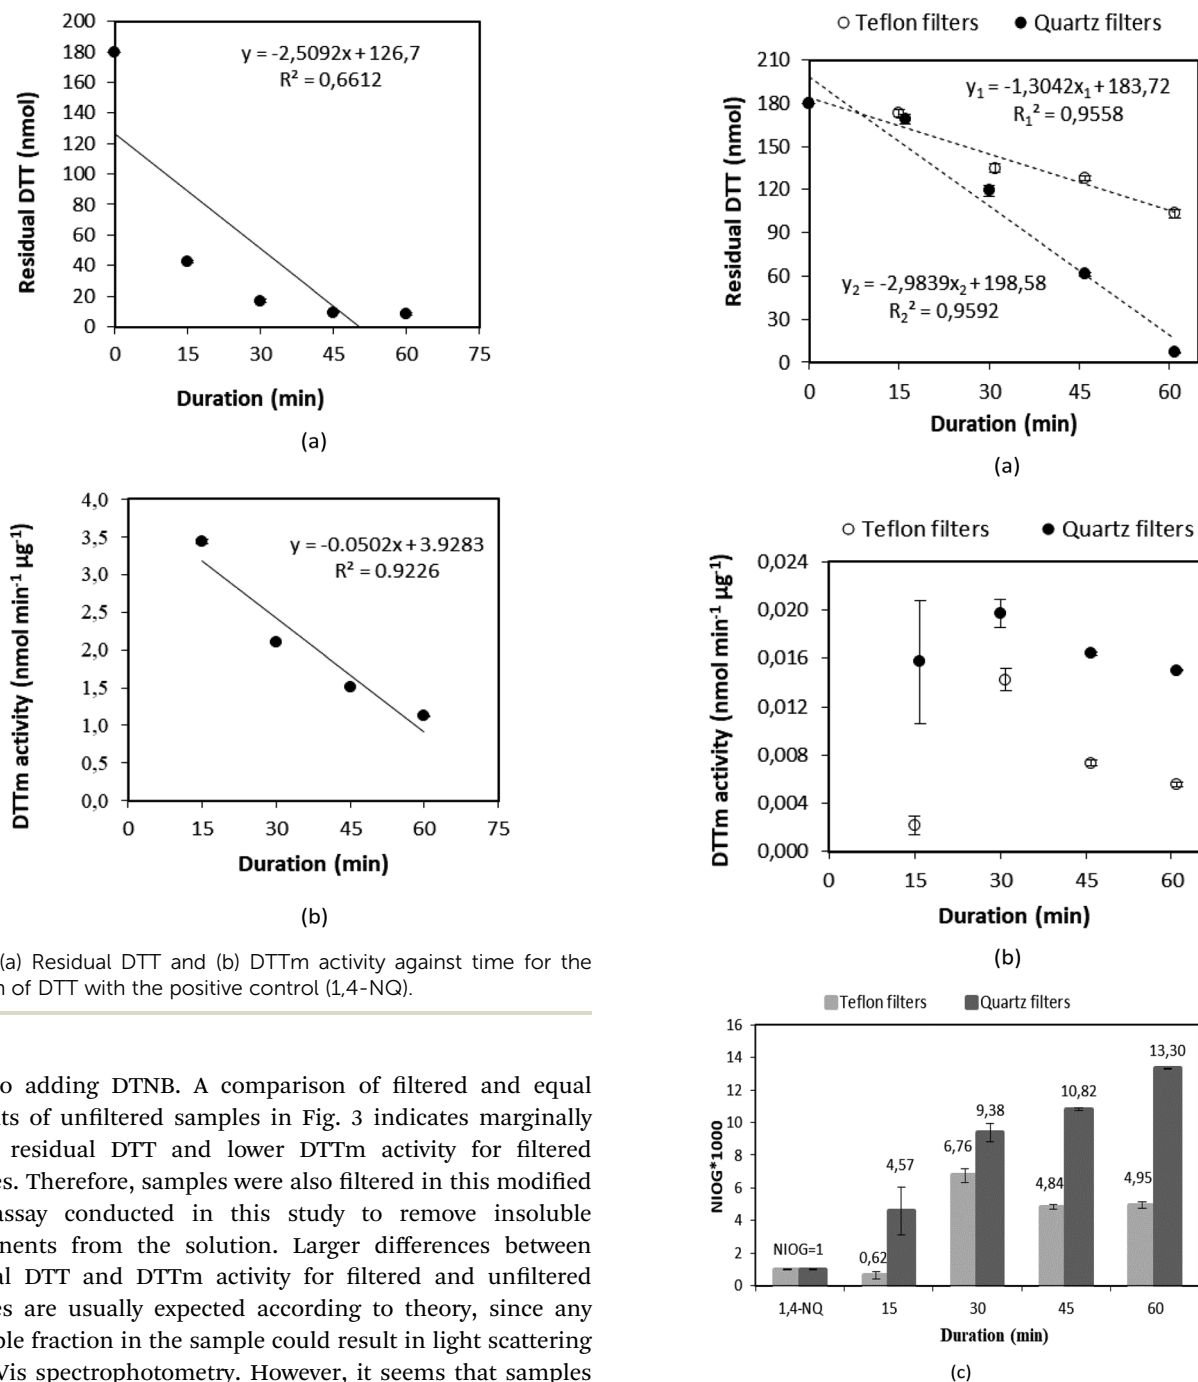 200
180
160
140
120
100
80
60
40
20
0
Residual DTT (nmol)
y = -2,5092x + 126,7
R² = 0,6612
0 15 30 45 60 75
Duration (min)
(a)
4,0
3,5
3,0
2,5
2,0
1,5
1,0
0,5
0,0
DTTm activity (nmol min⁻¹ µg⁻¹)
y = -0.0502x + 3.9283
R² = 0.9226
0 15 30 45 60 75
Duration (min)
(b)
(a) Residual DTT and (b) DTTm activity against time for the
of DTT with the positive control (1,4-NQ).
adding DTNB. A comparison of filtered and equal
of unfiltered samples in Fig. 3 indicates marginally
residual DTT and lower DTTm activity for filtered
Therefore, samples were also filtered in this modified
assay conducted in this study to remove insoluble
from the solution. Larger differences between
DTT and DTTm activity for filtered and unfiltered
are usually expected according to theory, since any
fraction in the sample could result in light scattering
Vis spectrophotometry. However, it seems that samples
Teflon filters Quartz filters
210
180
150
120
90
60
30
0
Residual DTT (nmol)
y₁ = -1,3042x₁ + 183,72
R₁² = 0,9558
y₂ = -2,9839x₂ + 198,58
R₂² = 0,9592
0 15 30 45 60
Duration (min)
(a)
Teflon filters Quartz filters
0,024
0,020
0,016
0,012
0,008
0,004
0,000
DTTm activity (nmol min⁻¹ µg⁻¹)
0 15 30 45 60
Duration (min)
(b)
Teflon filters Quartz filters
16
14
12
10
8
6
4
2
0
NIOG*1000
NIOG=1
0,62
4,57
6,76
9,38
4,84
10,82
4,95
13,30
1,4-NQ 15 30 45 60
Duration (min)
(c)